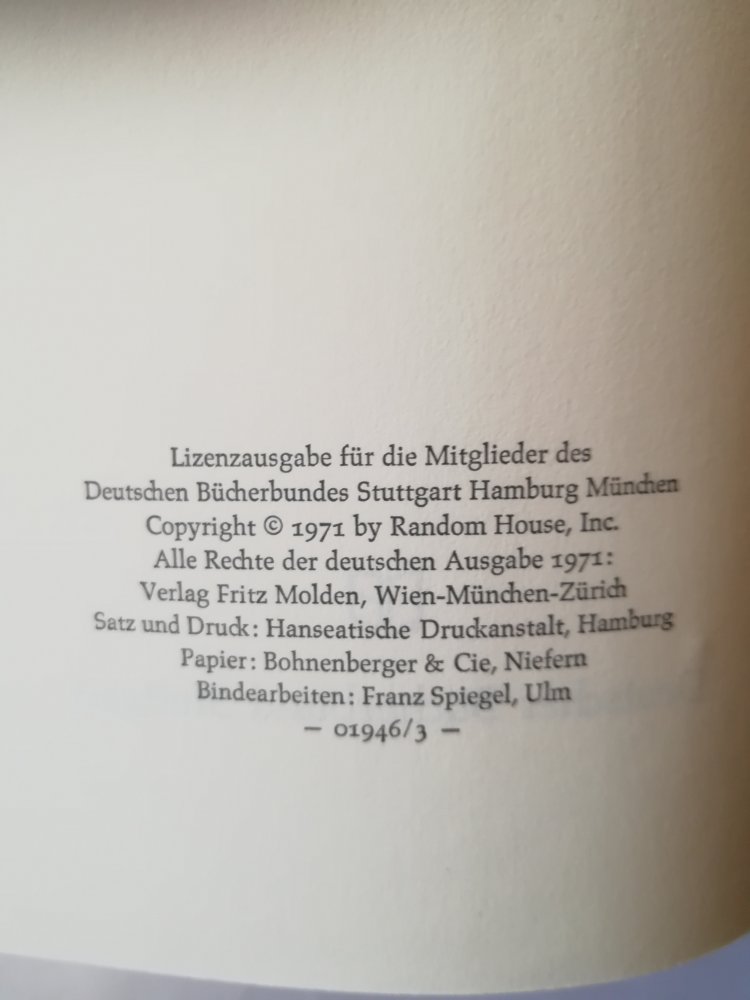 Lizenzausgabe für die Mitglieder des
Deutschen Bücherbundes Stuttgart Hamburg München
Copyright © 1971 by Random House, Inc.
Alle Rechte der deutschen Ausgabe 1971:
Verlag Fritz Molden, Wien-München-Zürich
Satz und Druck: Hanseatische Druckanstalt, Hamburg
Papier: Bohnenberger & Cie, Niefern
Bindearbeiten: Franz Spiegel, Ulm
— 01946/3 —